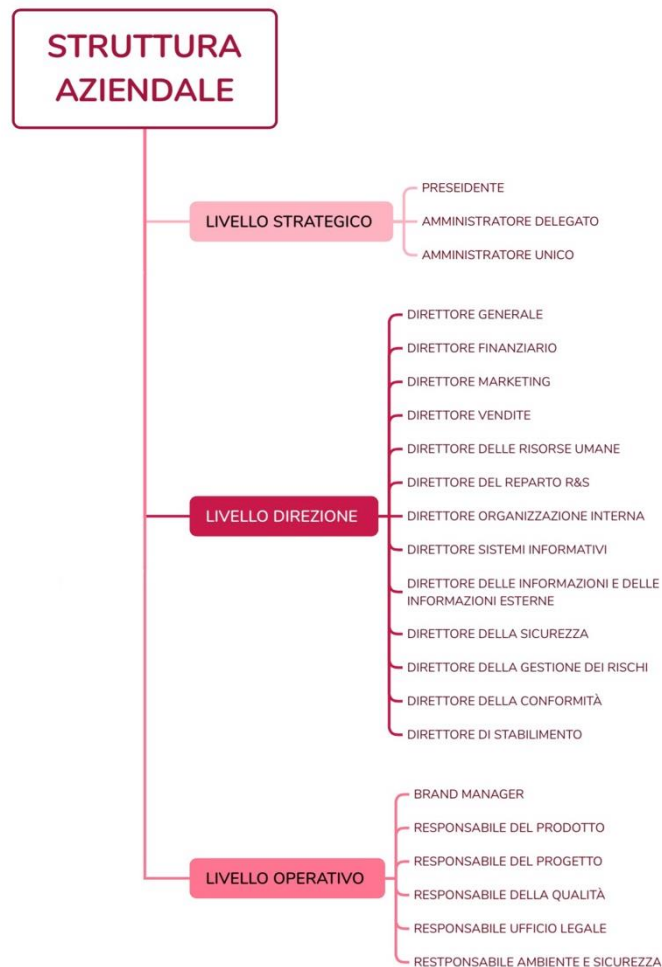 STRUTTURA
AZIENDALE
LIVELLO STRATEGICO
PRESEIDENTE
AMMINISTRATORE DELEGATO
AMMINISTRATORE UNICO
LIVELLO DIREZIONE
DIRETTORE GENERALE
DIRETTORE FINANZIARIO
DIRETTORE MARKETING
DIRETTORE VENDITE
DIRETTORE DELLE RISORSE UMANE
DIRETTORE DEL REPARTO R&S
DIRETTORE ORGANIZZAZIONE INTERNA
DIRETTORE SISTEMI INFORMATIVI
DIRETTORE DELLE INFORMAZIONI E DELLE
INFORMAZIONI ESTERNE
DIRETTORE DELLA SICUREZZA
DIRETTORE DELLA GESTIONE DEI RISCHI
DIRETTORE DELLA CONFORMITÀ
DIRETTORE DI STABILIMENTO
LIVELLO OPERATIVO
BRAND MANAGER
RESPONSABILE DEL PRODOTTO
RESPONSABILE DEL PROGETTO
RESPONSABILE DELLA QUALITÀ
RESPONSABILE UFFICIO LEGALE
RESTPONSABILE AMBIENTE E SICUREZZA